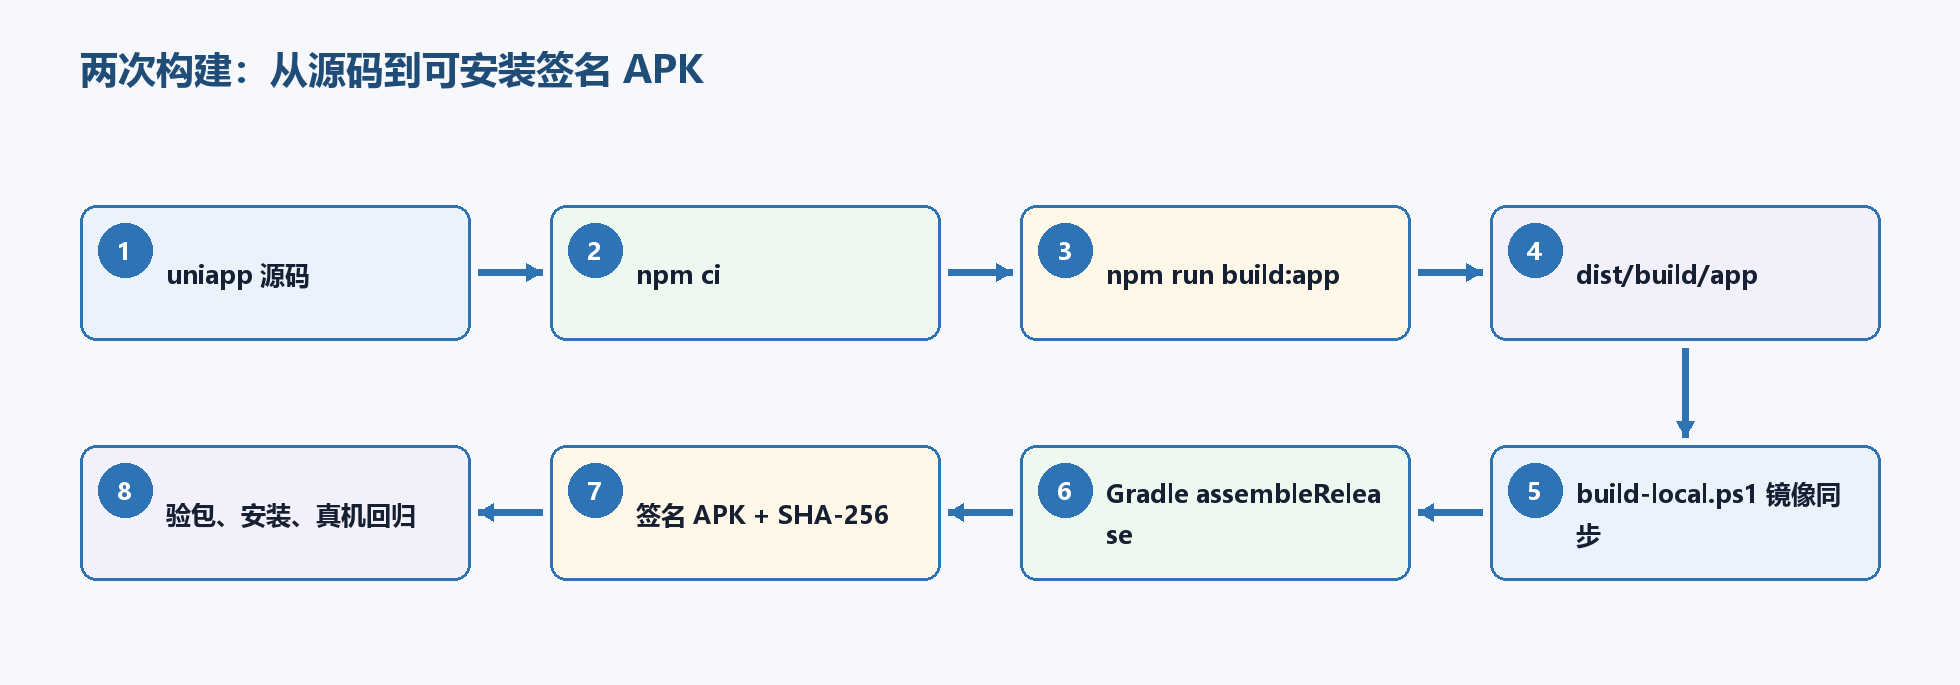 两次构建：从源码到可安装签名 APK
1
uniapp 源码
2
npm ci
3
npm run build:app
4
dist/build/app
5
build-local.ps1 镜像同
步
6
Gradle assembleRelea
se
7
签名 APK + SHA-256
8
验包、安装、真机回归